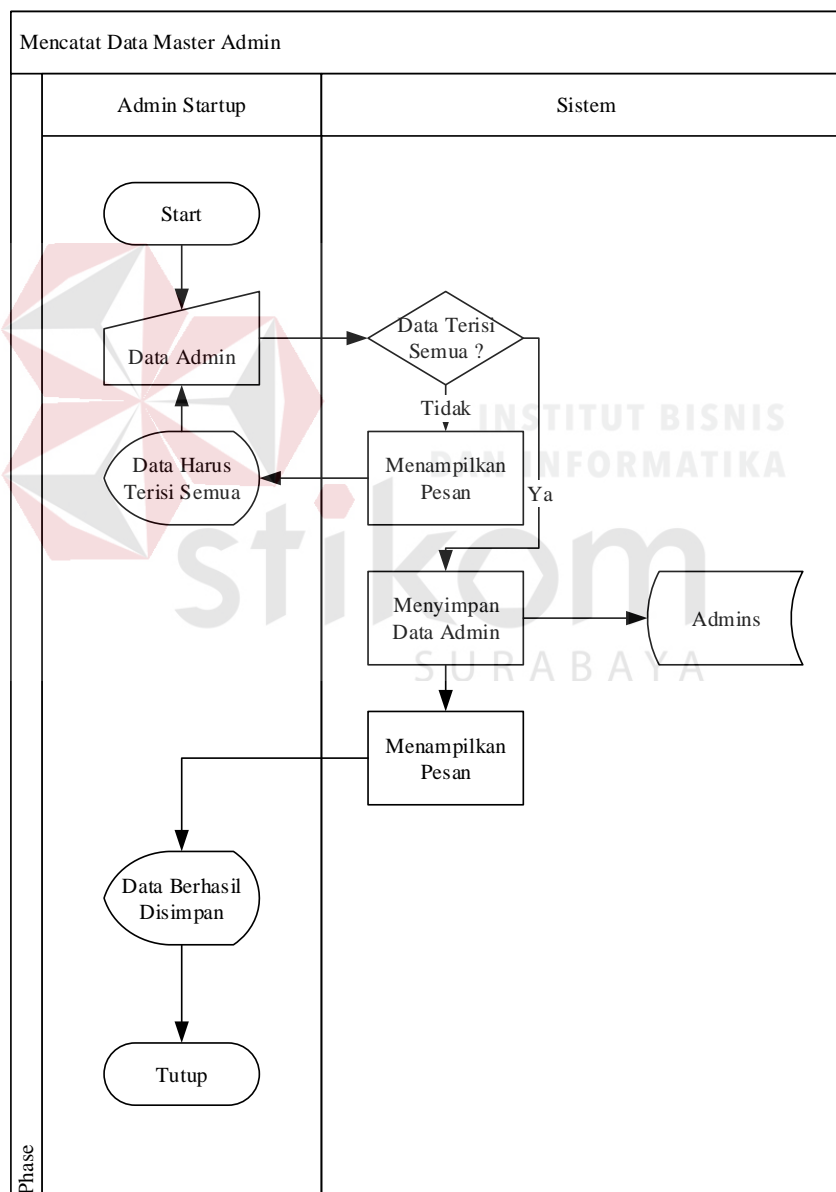 Mencatat Data Master Admin
Admin Startup
Sistem
Start
Data Admin
Data Terisi
Semua ?
Tidak
Data Harus
Terisi Semua
Menampilkan
Pesan
Ya
Menyimpan
Data Admin
Admins
Menampilkan
Pesan
Data Berhasil
Disimpan
Tutup
Phase
INSTITUT BISNIS
DAN INFORMATIKA
stikom
SURABAYA